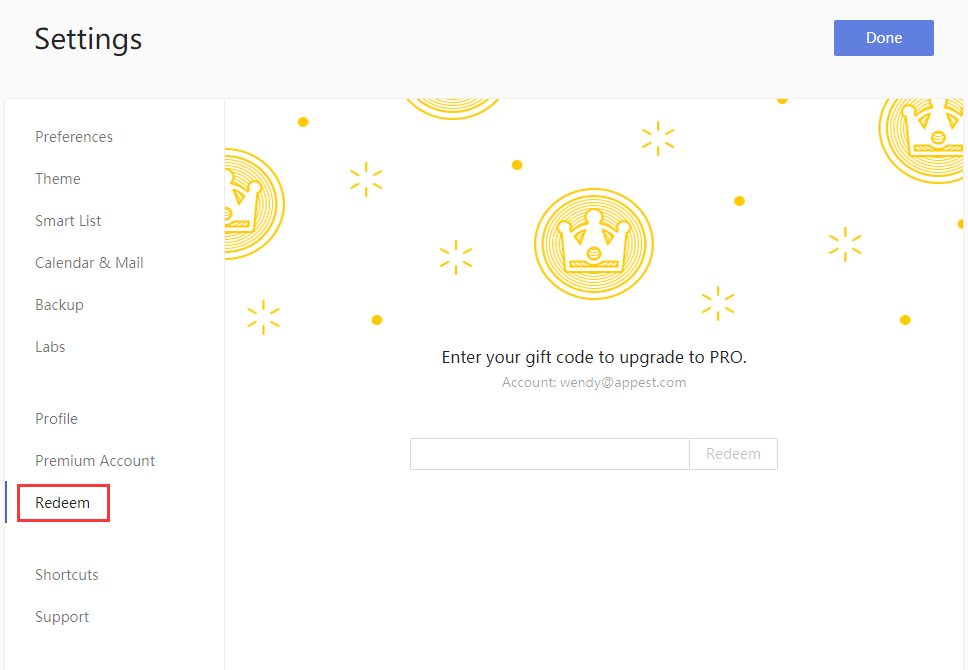 Settings
Done
Preferences
Theme
Smart List
Calendar & Mail
Backup
Labs
Profile
Premium Account
Redeem
Shortcuts
Support
Enter your gift code to upgrade to PRO.
Account: wendy@appest.com
Redeem